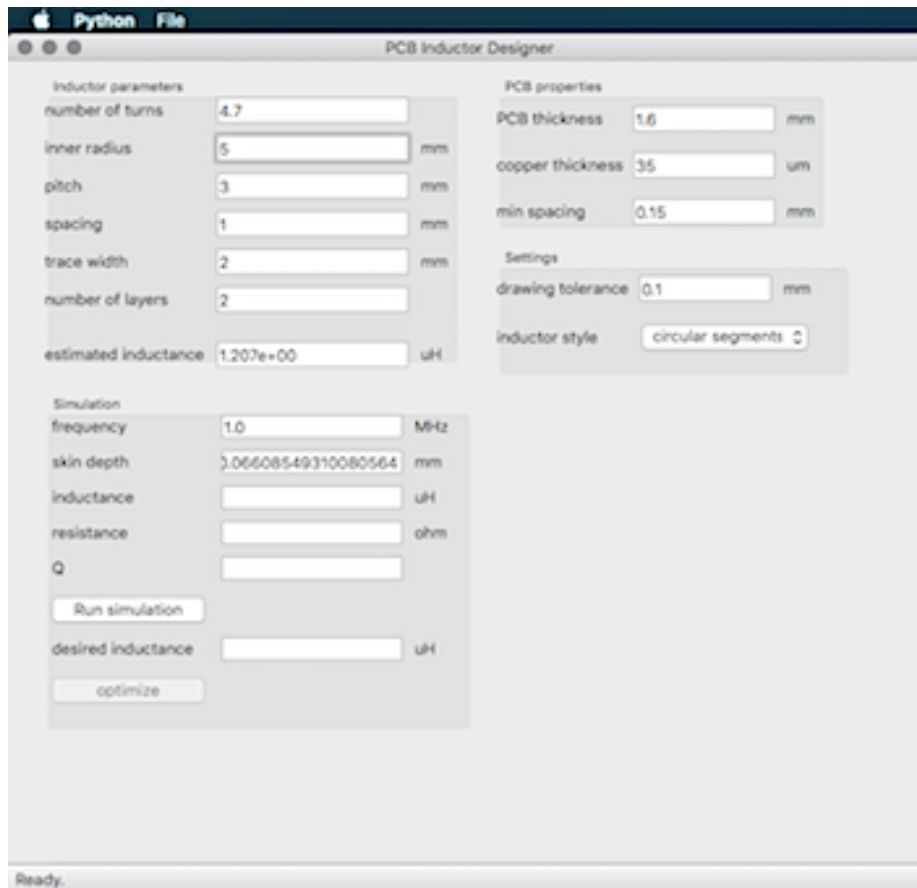 Python File
PCB Inductor Designer
Inductor parameters
number of turns 4.7
inner radius 5 mm
pitch 3 mm
spacing 1 mm
trace width 2 mm
number of layers 2
estimated inductance 1.207e+00 uH
PCB properties
PCB thickness 1.6 mm
copper thickness 35 um
min spacing 0.15 mm
Settings
drawing tolerance 0.1 mm
inductor style circular segments
Simulation
frequency 1.0 MHz
skin depth 0.06608549310080564 mm
inductance uH
resistance ohm
Q
Run simulation
desired inductance uH
optimize
Ready.